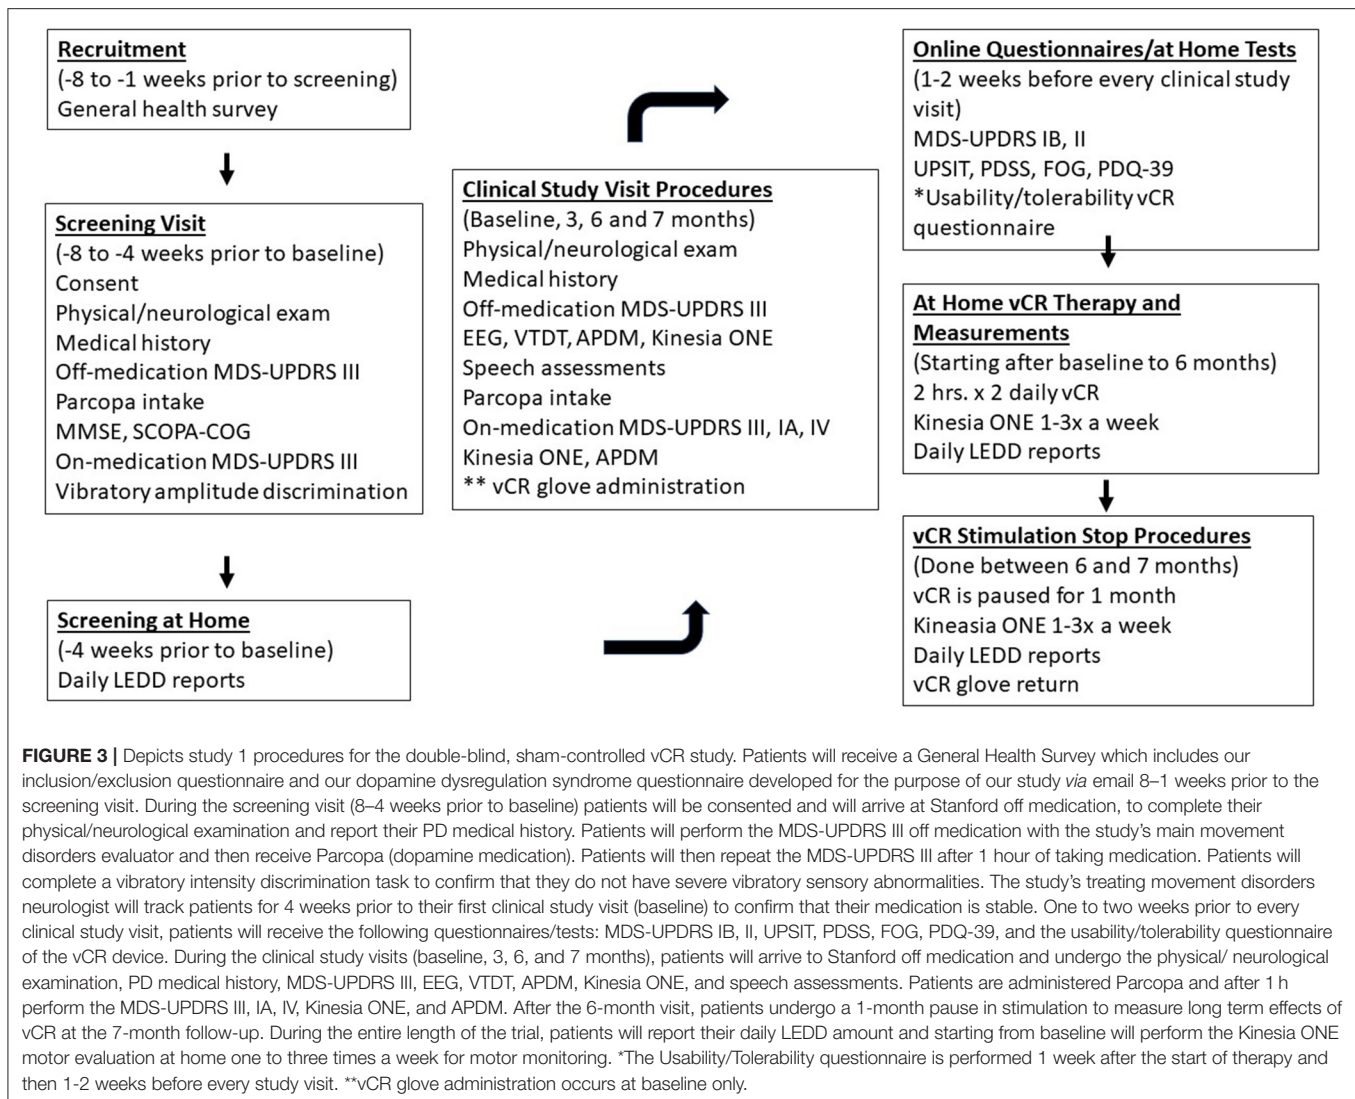 Recruitment
(-8 to -1 weeks prior to screening)
General health survey
Screening Visit
(-8 to -4 weeks prior to baseline)
Consent
Physical/neurological exam
Medical history
Off-medication MDS-UPDRS III
Parcopa intake
MMSE, SCOPA-COG
On-medication MDS-UPDRS III
Vibratory amplitude discrimination
Screening at Home
(-4 weeks prior to baseline)
Daily LEDD reports
Clinical Study Visit Procedures
(Baseline, 3, 6 and 7 months)
Physical/neurological exam
Medical history
Off-medication MDS-UPDRS III
EEG, VTDT, APDM, Kinesia ONE
Speech assessments
Parcopa intake
On-medication MDS-UPDRS III, IA, IV
Kinesia ONE, APDM
** vCR glove administration
Online Questionnaires/at Home Tests
(1-2 weeks before every clinical study
visit)
MDS-UPDRS IB, II
UPSIT, PDSS, FOG, PDQ-39
*Usability/tolerability vCR
questionnaire
At Home vCR Therapy and
Measurements
(Starting after baseline to 6 months)
2 hrs. x 2 daily vCR
Kinesia ONE 1-3x a week
Daily LEDD reports
vCR Stimulation Stop Procedures
(Done between 6 and 7 months)
vCR is paused for 1 month
Kineasia ONE 1-3x a week
Daily LEDD reports
vCR glove return
FIGURE 3 | Depicts study 1 procedures for the double-blind, sham-controlled vCR study. Patients will receive a General Health Survey which includes our
inclusion/exclusion questionnaire and our dopamine dysregulation syndrome questionnaire developed for the purpose of our study via email 8–1 weeks prior to the
screening visit. During the screening visit (8–4 weeks prior to baseline) patients will be consented and will arrive at Stanford off medication, to complete their
physical/neurological examination and report their PD medical history. Patients will perform the MDS-UPDRS III off medication with the study's main movement
disorders evaluator and then receive Parcopa (dopamine medication). Patients will then repeat the MDS-UPDRS III after 1 hour of taking medication. Patients will
complete a vibratory intensity discrimination task to confirm that they do not have severe vibratory sensory abnormalities. The study's treating movement disorders
neurologist will track patients for 4 weeks prior to their first clinical study visit (baseline) to confirm that their medication is stable. One to two weeks prior to every
clinical study visit, patients will receive the following questionnaires/tests: MDS-UPDRS IB, II, UPSIT, PDSS, FOG, PDQ-39, and the usability/tolerability questionnaire
of the vCR device. During the clinical study visits (baseline, 3, 6, and 7 months), patients will arrive to Stanford off medication and undergo the physical/ neurological
examination, PD medical history, MDS-UPDRS III, EEG, VTDT, APDM, Kinesia ONE, and speech assessments. Patients are administered Parcopa and after 1 h
perform the MDS-UPDRS III, IA, IV, Kinesia ONE, and APDM. After the 6-month visit, patients undergo a 1-month pause in stimulation to measure long term effects of
vCR at the 7-month follow-up. During the entire length of the trial, patients will report their daily LEDD amount and starting from baseline will perform the Kinesia ONE
motor evaluation at home one to three times a week for motor monitoring. *The Usability/Tolerability questionnaire is performed 1 week after the start of therapy and
then 1-2 weeks before every study visit. **vCR glove administration occurs at baseline only.